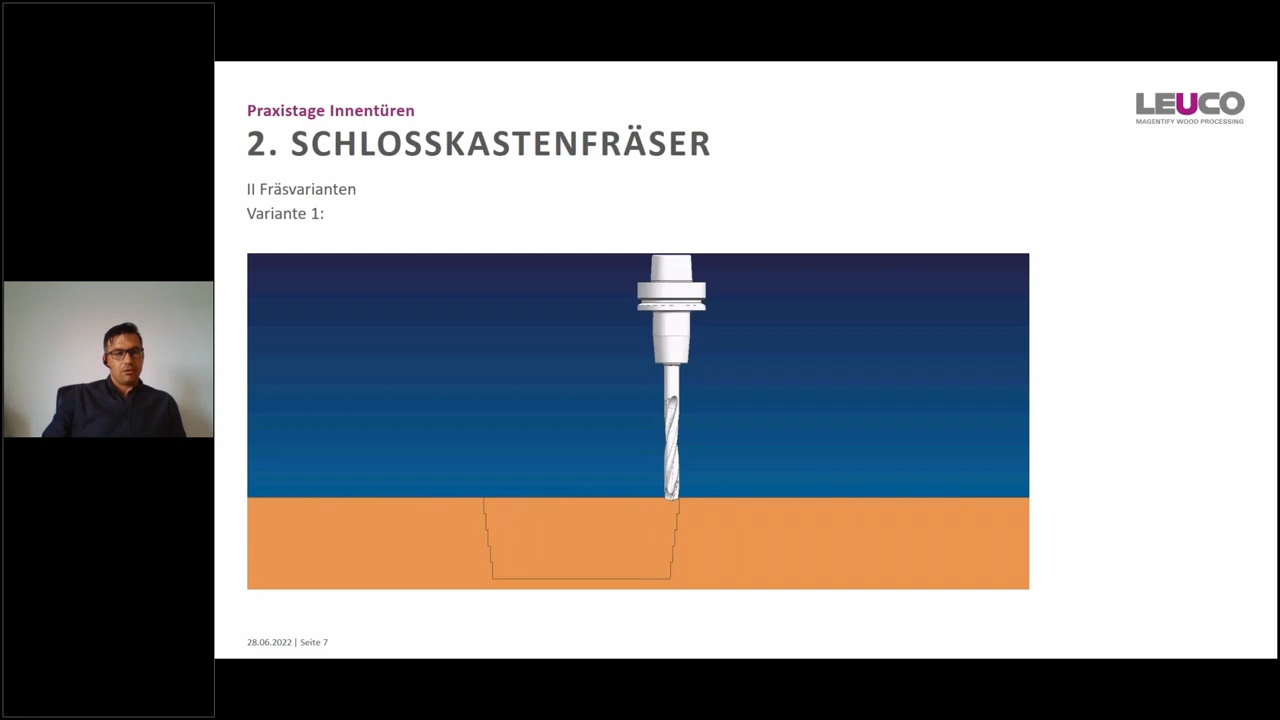 Praxistage Innentüren
LEUCO
MAGENTIFY WOOD PROCESSING
2. SCHLOSSKASTENFRÄSER
II Fräsvarianten
Variante 1:
28.06.2022 | Seite 7